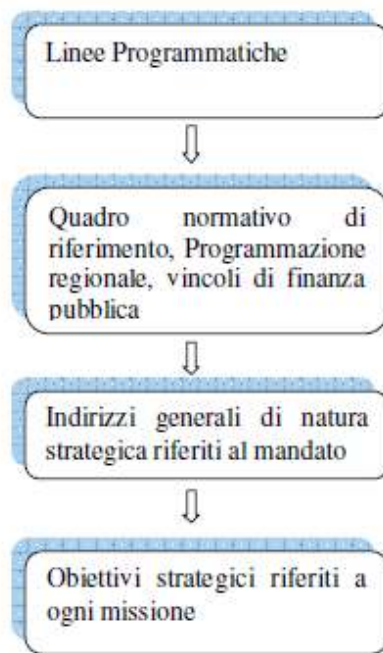 Linee Programmatiche
Quadro normativo di
riferimento, Programmazione
regionale, vincoli di finanza
pubblica
Indirizzi generali di natura
strategica riferiti al mandato
Obiettivi strategici riferiti a
ogni missione